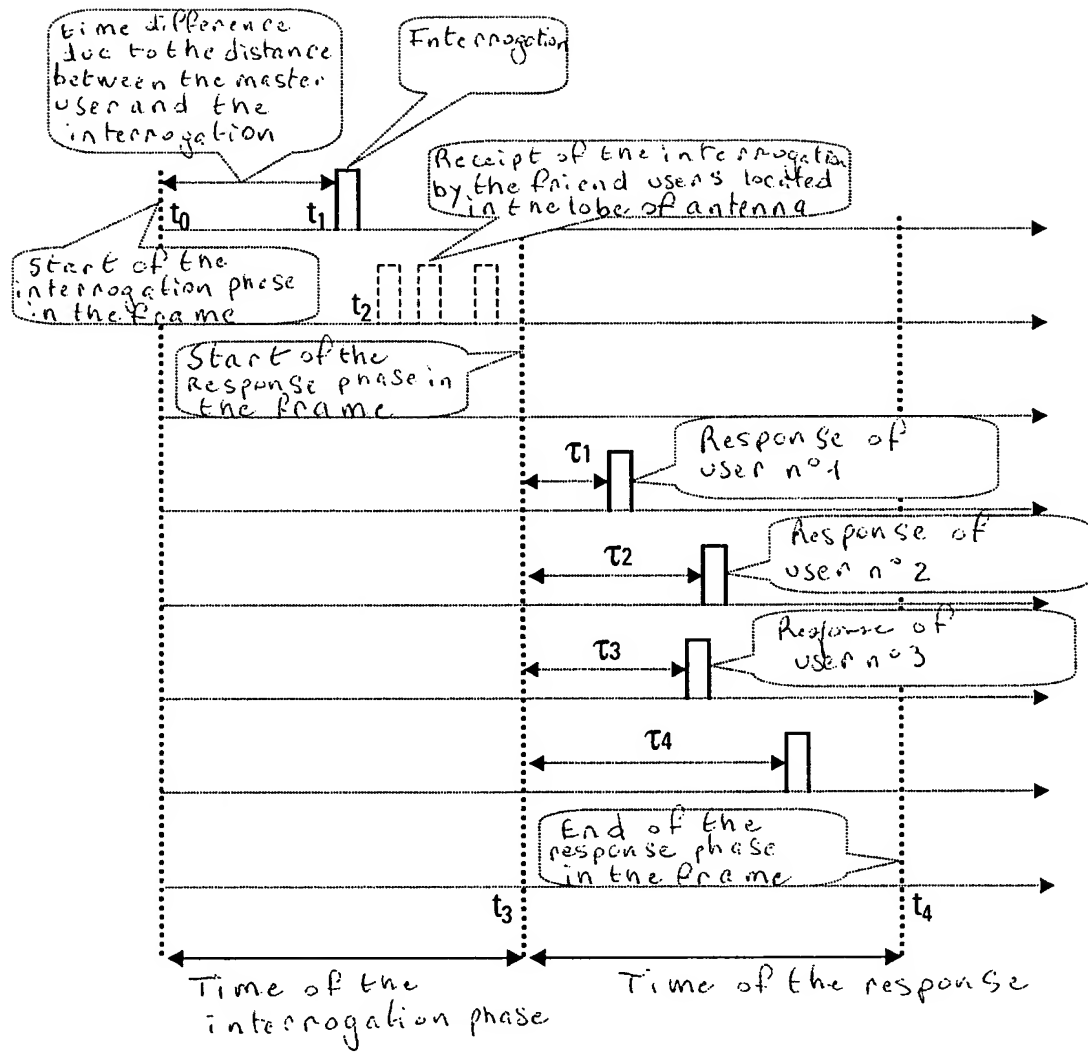 time difference
due to the distance
between the master
user and the
interrogation
Interrogation
Receipt of the interrogation
by the friend users located
in the lobe of antenna
t0
t1
Start of the
interrogation phase
in the frame
t2
Start of the
Response phase in
the frame
τ1
Response of
user n°1
τ2
Response of
user n°2
τ3
Response of
user n°3
τ4
End of the
response phase
in the frame
t3
t4
Time of the
interrogation phase
Time of the response